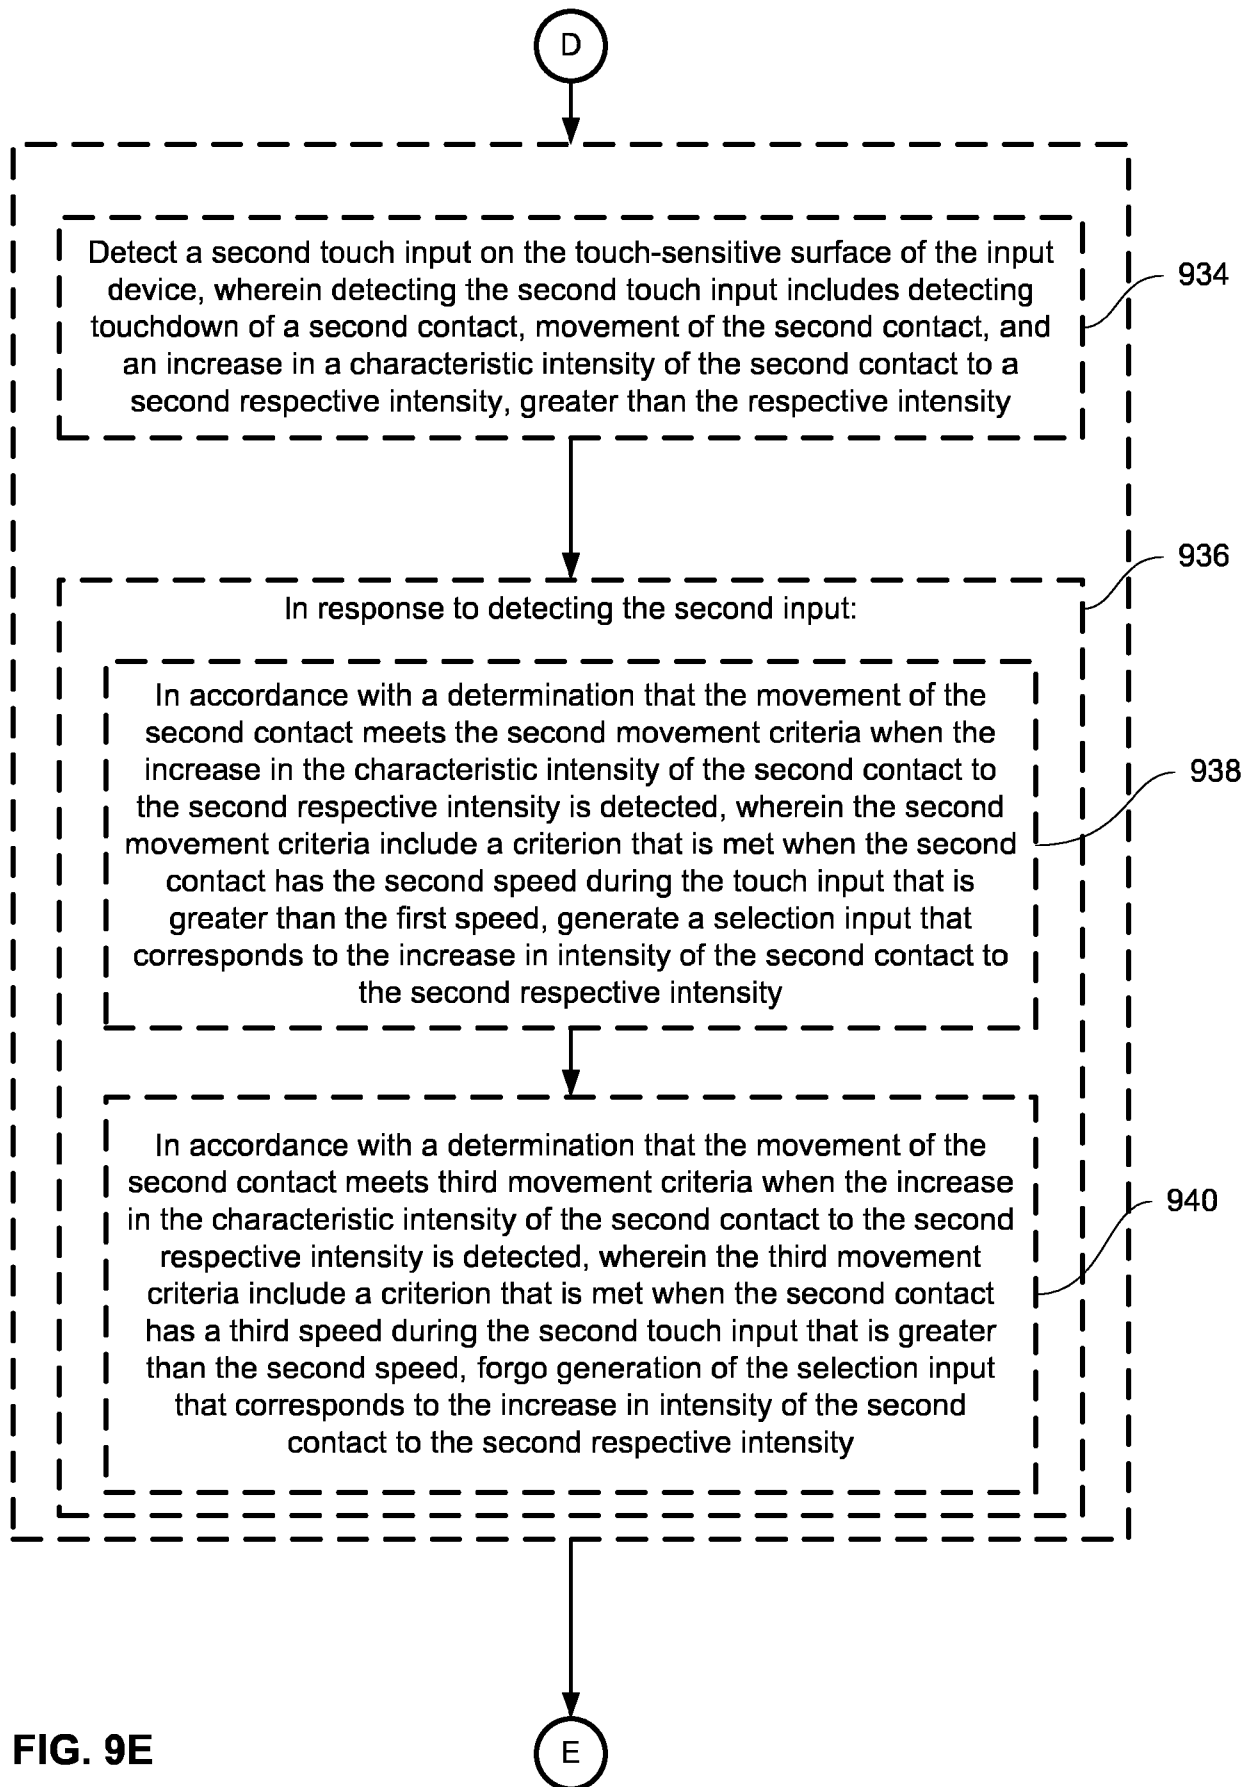 D
Detect a second touch input on the touch-sensitive surface of the input
device, wherein detecting the second touch input includes detecting
touchdown of a second contact, movement of the second contact, and
an increase in a characteristic intensity of the second contact to a
second respective intensity, greater than the respective intensity
934
936
In response to detecting the second input:
In accordance with a determination that the movement of the
second contact meets the second movement criteria when the
increase in the characteristic intensity of the second contact to
the second respective intensity is detected, wherein the second
movement criteria include a criterion that is met when the second
contact has the second speed during the touch input that is
greater than the first speed, generate a selection input that
corresponds to the increase in intensity of the second contact to
the second respective intensity
938
In accordance with a determination that the movement of the
second contact meets third movement criteria when the increase
in the characteristic intensity of the second contact to the second
respective intensity is detected, wherein the third movement
criteria include a criterion that is met when the second contact
has a third speed during the second touch input that is greater
than the second speed, forgo generation of the selection input
that corresponds to the increase in intensity of the second
contact to the second respective intensity
940
FIG. 9E
E